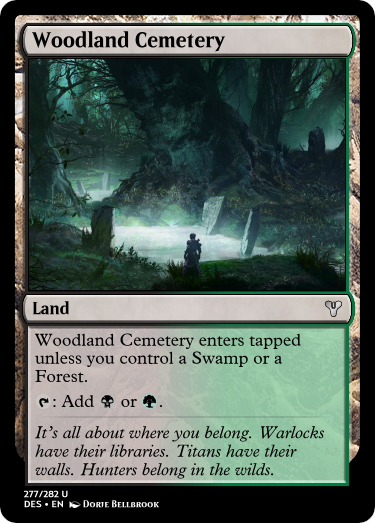 Woodland Cemetery
Land
Woodland Cemetery enters tapped
unless you control a Swamp or a
Forest.
: Add or .
It's all about where you belong. Warlocks
have their libraries. Titans have their
walls. Hunters belong in the wilds.
277/282 U
DES • EN Dorje Bellbrook